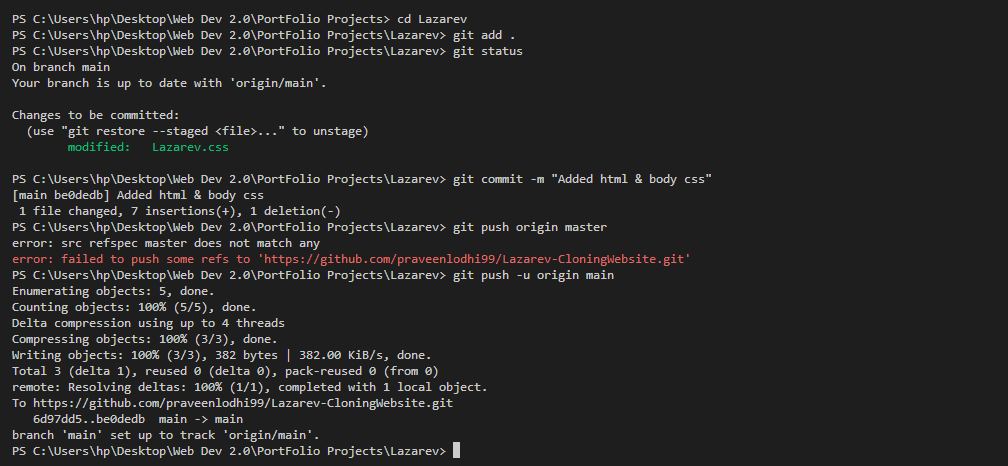 PS C:\Users\hp\Desktop\Web Dev 2.0\PortFolio Projects> cd Lazarev
PS C:\Users\hp\Desktop\Web Dev 2.0\PortFolio Projects\Lazarev> git add .
PS C:\Users\hp\Desktop\Web Dev 2.0\PortFolio Projects\Lazarev> git status
On branch main
Your branch is up to date with 'origin/main'.
Changes to be committed:
(use "git restore --staged <file>..." to unstage)
modified:   Lazarev.css
PS C:\Users\hp\Desktop\Web Dev 2.0\PortFolio Projects\Lazarev> git commit -m "Added html & body css"
[main be0dedb] Added html & body css
1 file changed, 7 insertions(+), 1 deletion(-)
PS C:\Users\hp\Desktop\Web Dev 2.0\PortFolio Projects\Lazarev> git push origin master
error: src refspec master does not match any
error: failed to push some refs to 'https://github.com/praveenlodhi99/Lazarev-CloningWebsite.git'
PS C:\Users\hp\Desktop\Web Dev 2.0\PortFolio Projects\Lazarev> git push -u origin main
Enumerating objects: 5, done.
Counting objects: 100% (5/5), done.
Delta compression using up to 4 threads
Compressing objects: 100% (3/3), done.
Writing objects: 100% (3/3), 382 bytes | 382.00 KiB/s, done.
Total 3 (delta 1), reused 0 (delta 0), pack-reused 0 (from 0)
remote: Resolving deltas: 100% (1/1), completed with 1 local object.
To https://github.com/praveenlodhi99/Lazarev-CloningWebsite.git
6d97dd5..be0dedb  main -> main
branch 'main' set up to track 'origin/main'.
PS C:\Users\hp\Desktop\Web Dev 2.0\PortFolio Projects\Lazarev>